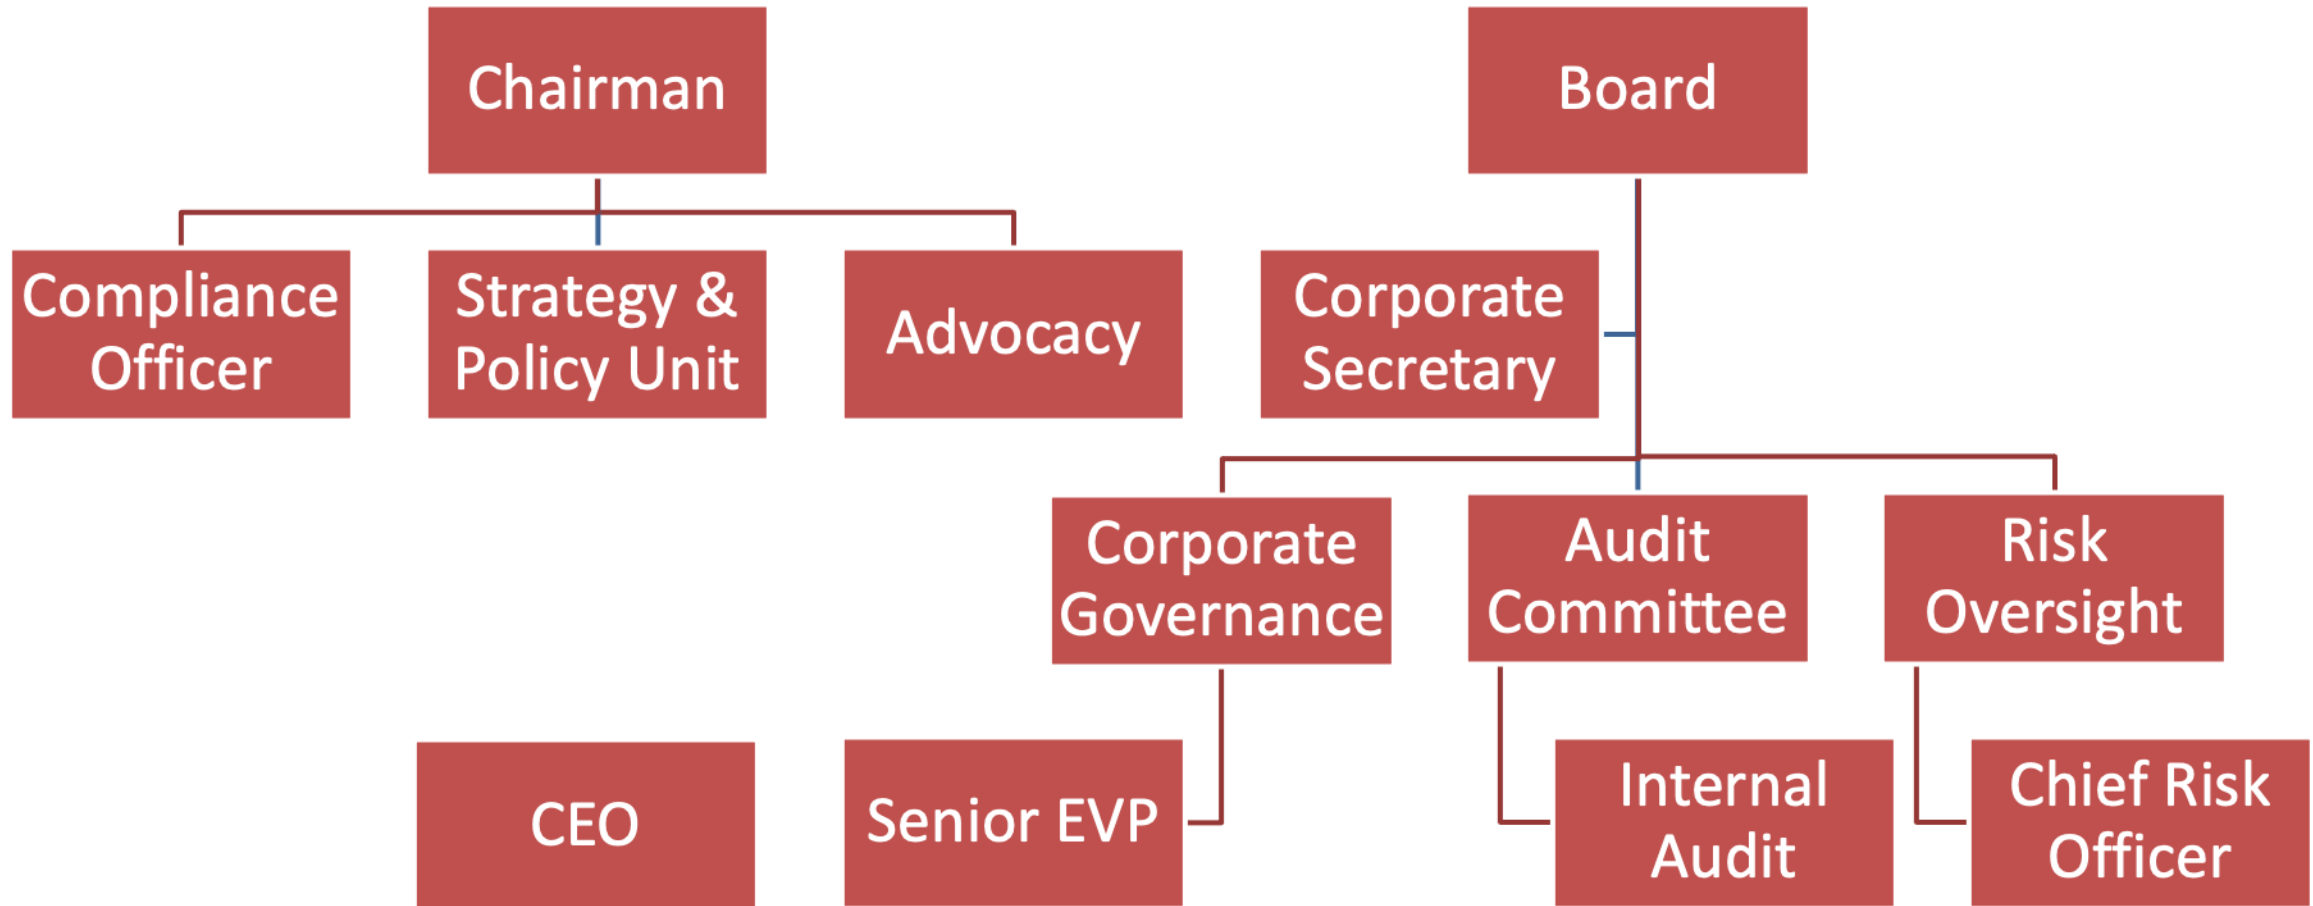 Chairman
Board
Compliance
Officer
Strategy &
Policy Unit
Advocacy
Corporate
Secretary
Corporate
Governance
Audit
Committee
Risk
Oversight
CEO
Senior EVP
Internal
Audit
Chief Risk
Officer